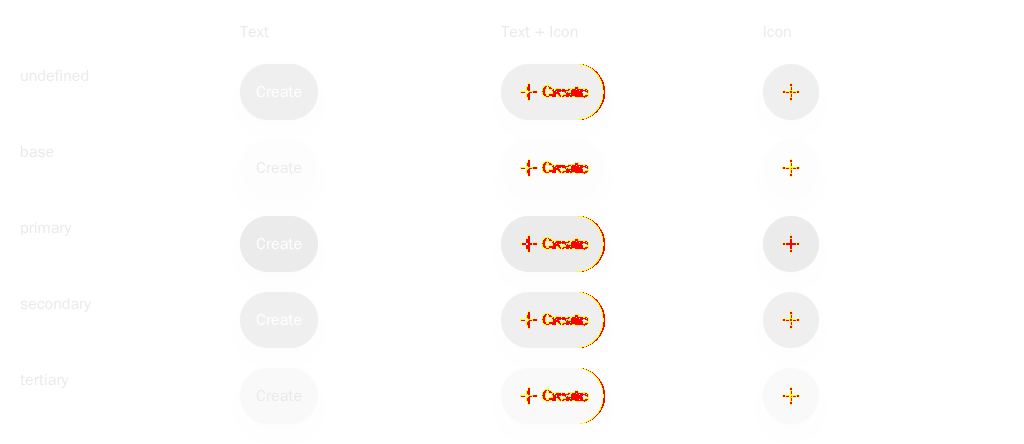 Text Text + Icon Icon
undefined Create Create
base Create Create
primary Create Create
secondary Create Create
tertiary Create Create